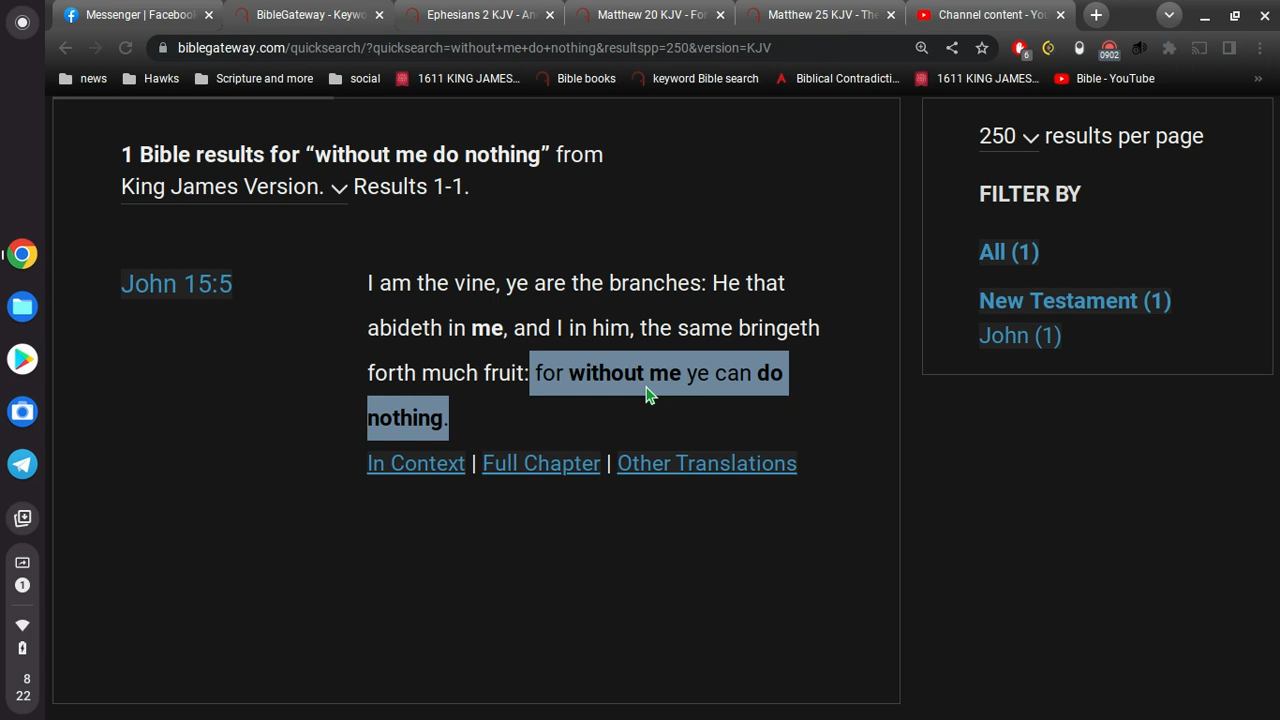 Messenger | Facebook
BibleGateway - Keywo
Ephesians 2 KJV - An
Matthew 20 KJV - For
Matthew 25 KJV - The
Channel content - You
biblegateway.com/quicksearch/?quicksearch=without+me+do+nothing&resultspp=250&version=KJV
6
0902
news
Hawks
Scripture and more
social
1611 KING JAMES...
Bible books
keyword Bible search
Biblical Contradicti...
1611 KING JAMES...
Bible - YouTube
»
1 Bible results for “without me do nothing” from
King James Version. Results 1-1.
250 results per page
FILTER BY
All (1)
New Testament (1)
John (1)
John 15:5
I am the vine, ye are the branches: He that
abideth in me, and I in him, the same bringeth
forth much fruit: for without me ye can do
nothing.
In Context | Full Chapter | Other Translations
1
8
22